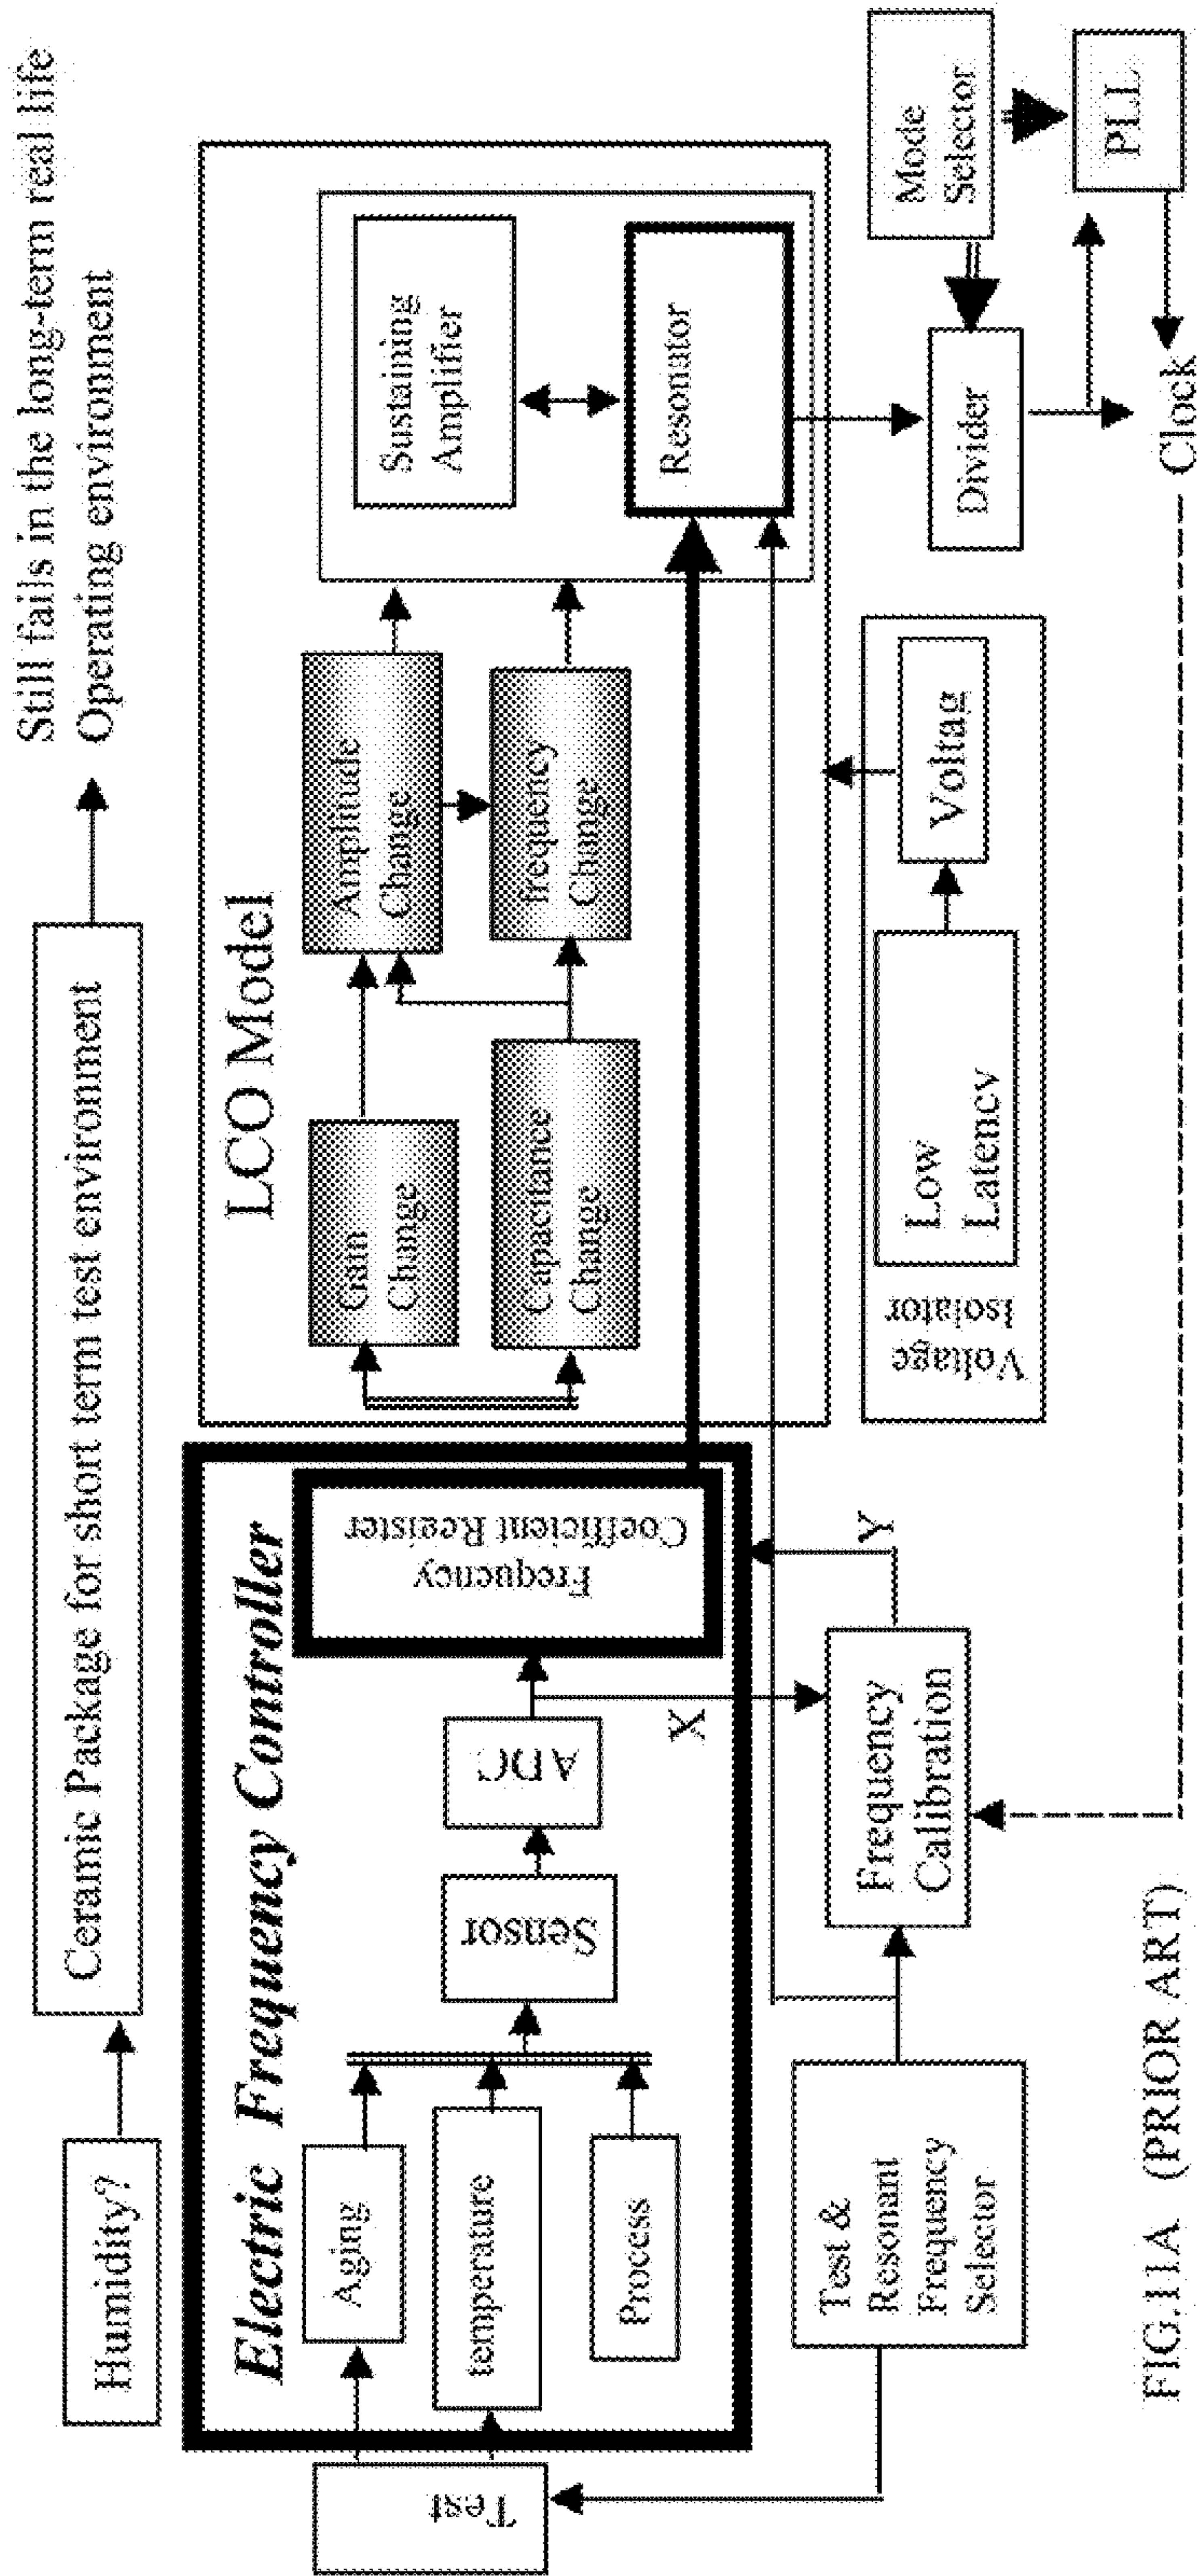 Still fails in the long-term real life
Operating environment
Humidity?
Ceramic Package for short term test environment
Electric Frequency Controller
LCO Model
Test
Aging
temperature
Process
Sensor
ADC
Frequency
Coefficient Register
X
Y
Gain
Change
Capacitance
Change
Amplitude
Change
frequency
Change
Sustaining
Amplifier
Resonator
Test &
Resonant
Frequency
Selector
Frequency
Calibration
Voltage
Isolator
Low
Latency
Voltag
Divider
Mode
Selector
PLL
Clock
FIG.11A (PRIOR ART)